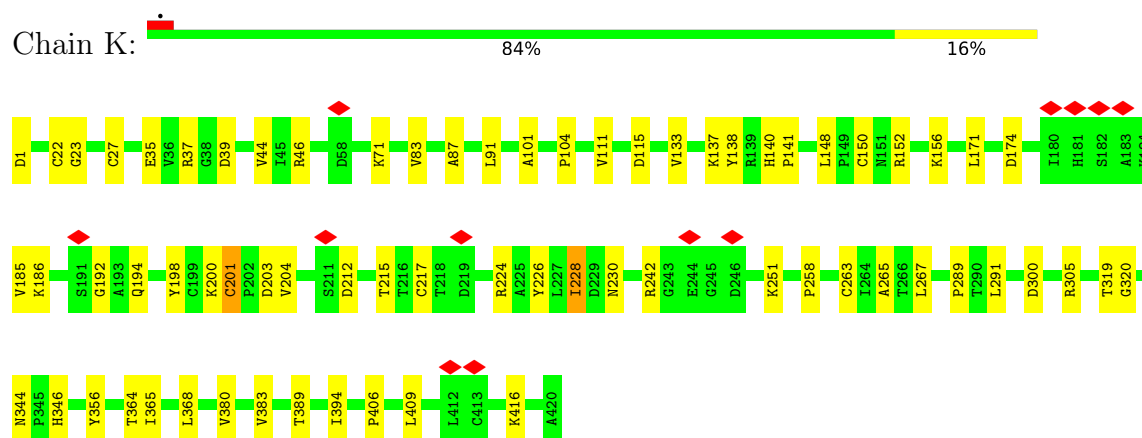 Chain K:
84% 16%
D1 C22 G23 C27 E35 V36 R37 G38 D39 V44 I45 R46 D58 K71 V83 A87 L91 A101 P104 V111 D115 V133 K137 Y138 R139 H140 P141 L148 P149 C150 N151 R152 K156 L171 D174 I180 H181 S182 A183
V185 K186 S191 G192 A193 Q194 Y198 C199 K200 C201 P202 D203 V204 S211 D212 T215 T216 C217 T218 D219 R224 A225 Y226 L227 I228 D229 N230 R242 G243 E244 G245 D246 K251 P258 C263 I264 A265 T266 L267 P289 T290 L291 D300 R305 T319 G320
N344 P345 H346 Y356 T364 I365 L368 V380 V383 T389 I394 P406 L409 L412 C413 K416 A420